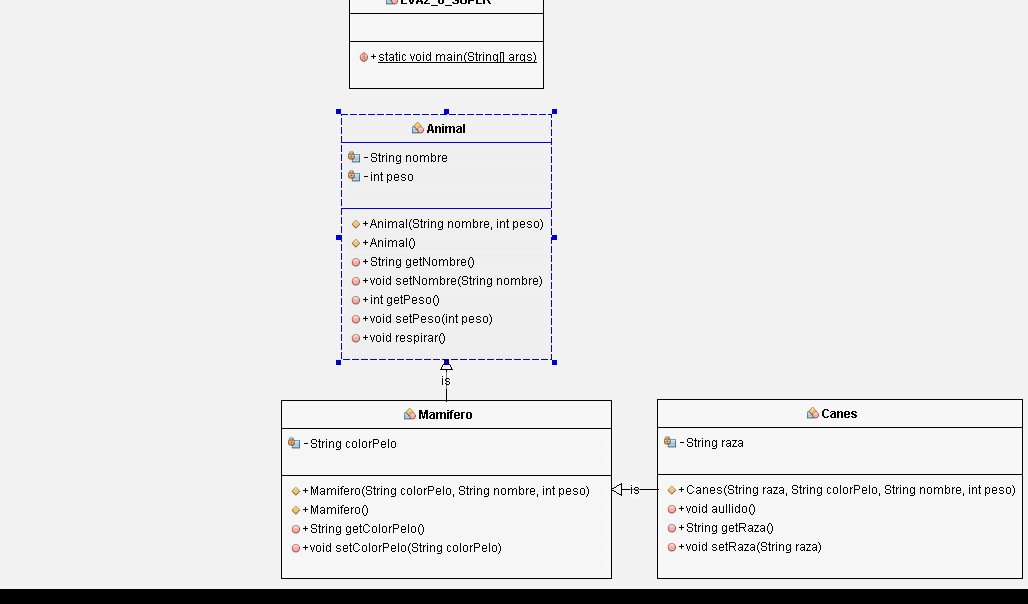 EVA2_6_SUPER
+static void main(String[] args)
Animal
-String nombre
-int peso
+Animal(String nombre, int peso)
+Animal()
+String getNombre()
+void setNombre(String nombre)
+int getPeso()
+void setPeso(int peso)
+void respirar()
is
Mamifero
-String colorPelo
+Mamifero(String colorPelo, String nombre, int peso)
+Mamifero()
+String getColorPelo()
+void setColorPelo(String colorPelo)
is
Canes
-String raza
+Canes(String raza, String colorPelo, String nombre, int peso)
+void aullido()
+String getRaza()
+void setRaza(String raza)